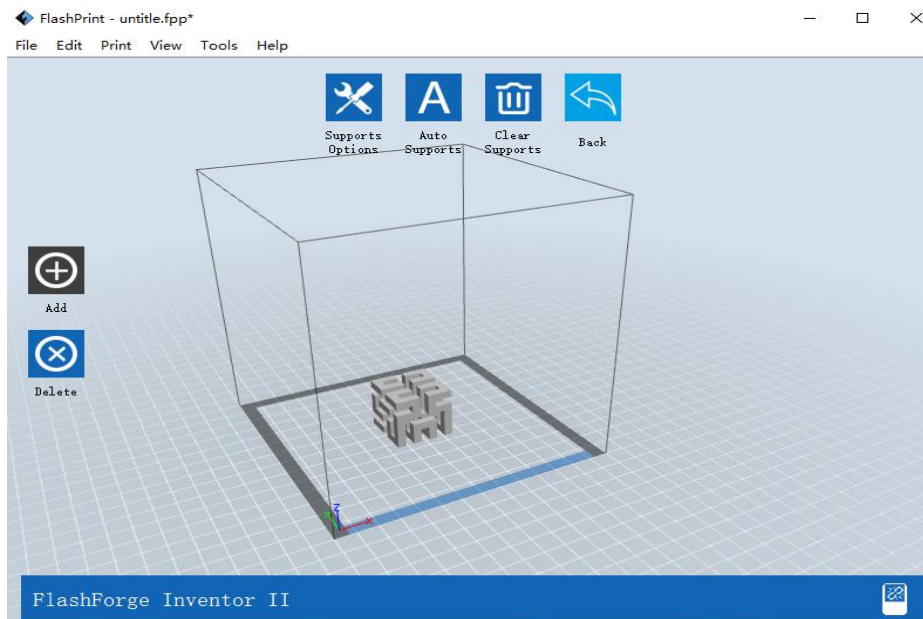 FlashPrint - untitle.fpp*
File Edit Print View Tools Help
Supports
Options
Auto
Supports
Clear
Supports
Back
Add
Delete
Z
X
FlashForge Inventor II